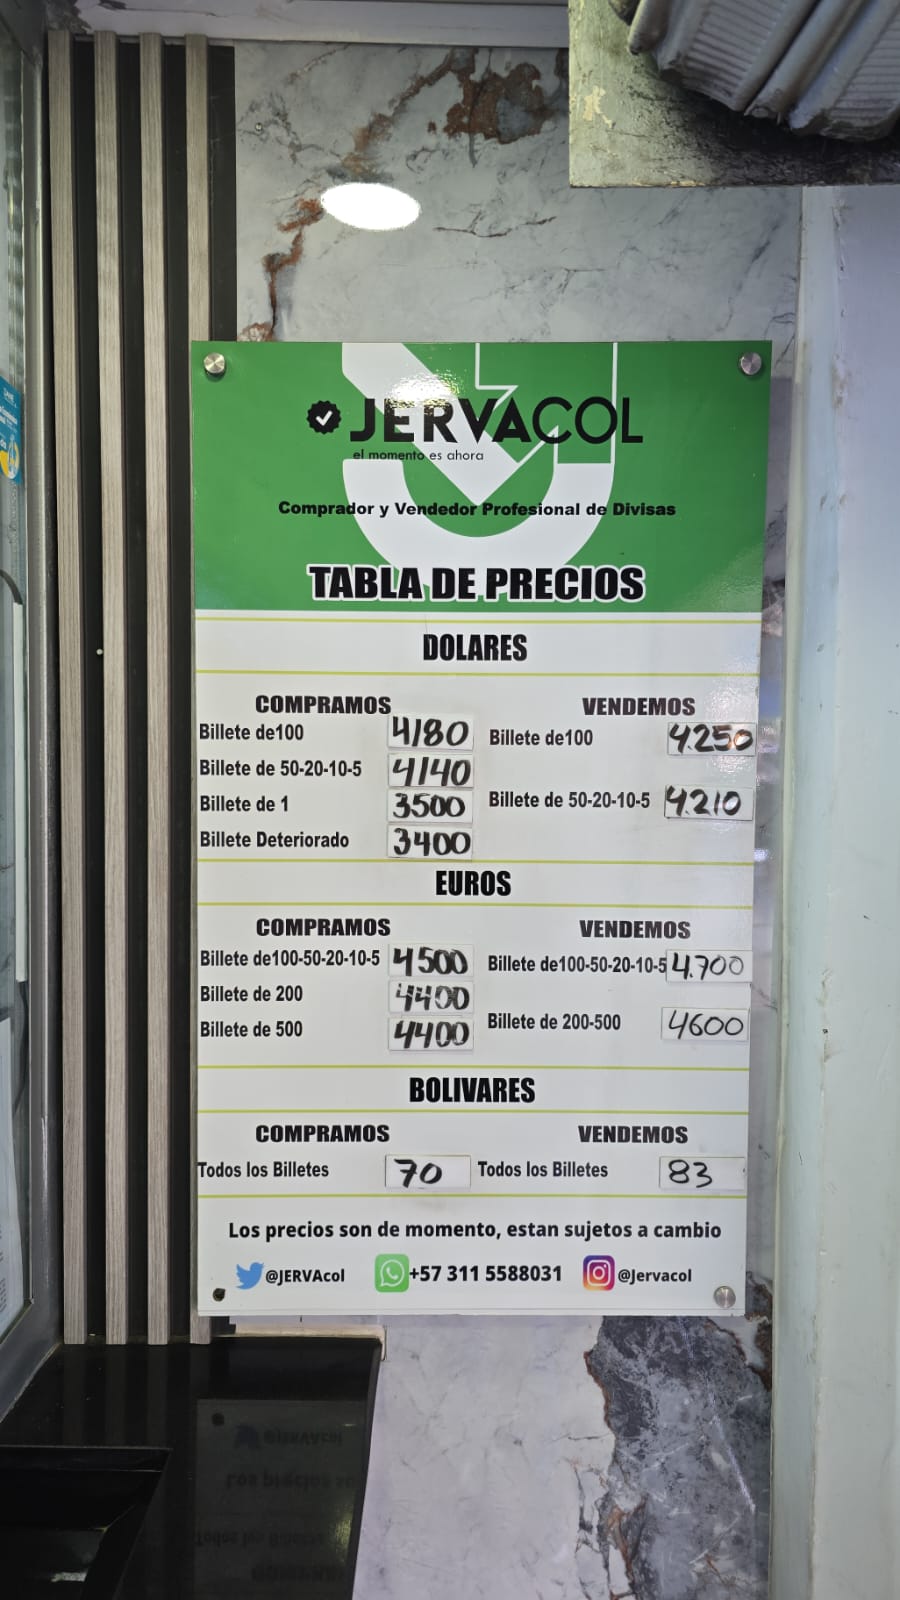 JERVACOL
el momento es ahora
Comprador y Vendedor Profesional de Divisas
TABLA DE PRECIOS
DOLARES
COMPRAMOS
Billete de100 4180
Billete de 50-20-10-5 4140
Billete de 1 3500
Billete Deteriorado 3400
VENDEMOS
Billete de100 4.250
Billete de 50-20-10-5 4.210
EUROS
COMPRAMOS
Billete de100-50-20-10-5 4500
Billete de 200 4400
Billete de 500 4400
VENDEMOS
Billete de100-50-20-10-5 4.700
Billete de 200-500 4600
BOLIVARES
COMPRAMOS
Todos los Billetes 70
VENDEMOS
Todos los Billetes 83
Los precios son de momento, estan sujetos a cambio
@JERVAcol +57 311 5588031 @Jervacol